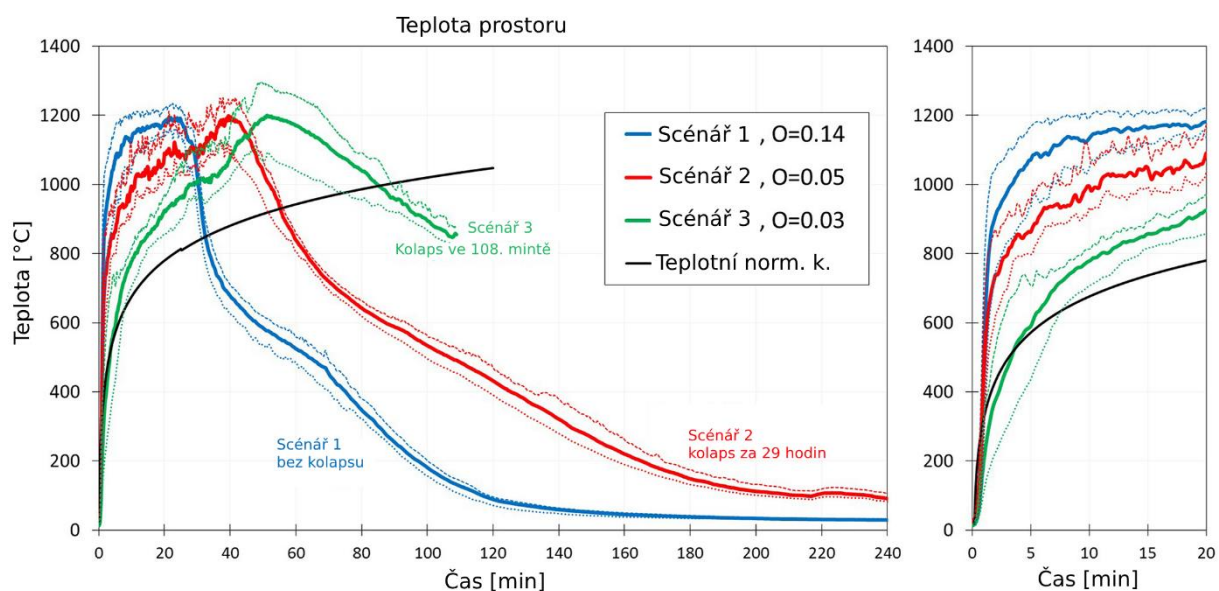 Teplota prostoru
Teplota [°C]
1400
1200
1000
800
600
400
200
0
0
20
40
60
80
100
120
140
160
180
200
220
240
Čas [min]
Scénář 1 , O=0.14
Scénář 2 , O=0.05
Scénář 3 , O=0.03
Teplotní norm. k.
Scénář 3
Kolaps ve 108. mintě
Scénář 1
bez kolapsu
Scénář 2
kolaps za 29 hodin
1400
1200
1000
800
600
400
200
0
0
5
10
15
20
Čas [min]